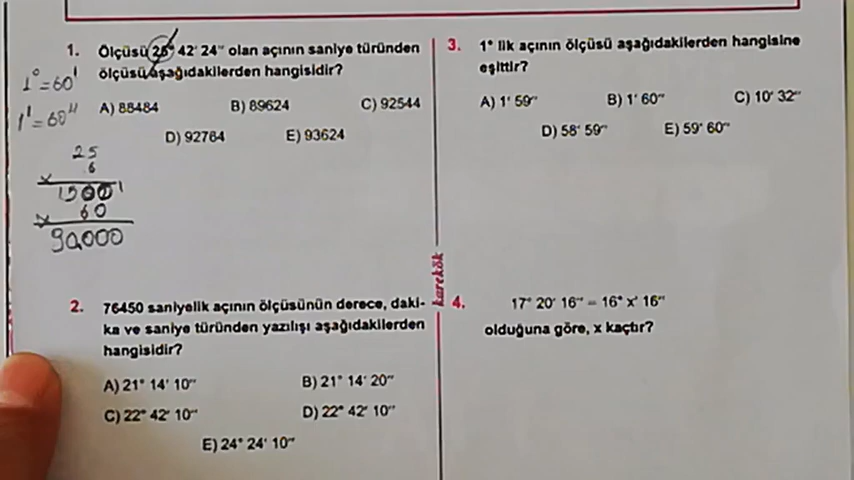 1. Ölçüsü 25° 42' 24'' olan açının saniye türünden
ölçüsü aşağıdakilerden hangisidir?
A) 88484 B) 89624 C) 92544
D) 92764 E) 93624
1° = 60'
1' = 60''
25
x 6
1500'
x 60
90,000
2. 76450 saniyelik açının ölçüsünün derece, daki-
ka ve saniye türünden yazılışı aşağıdakilerden
hangisidir?
A) 21° 14' 10'' B) 21° 14' 20''
C) 22° 42' 10'' D) 22° 42' 10''
E) 24° 24' 10''
karekök
3. 1° lik açının ölçüsü aşağıdakilerden hangisine
eşittir?
A) 1' 59'' B) 1' 60'' C) 10' 32''
D) 58' 59'' E) 59' 60''
4. 17° 20' 16'' = 16° x' 16''
olduğuna göre, x kaçtır?